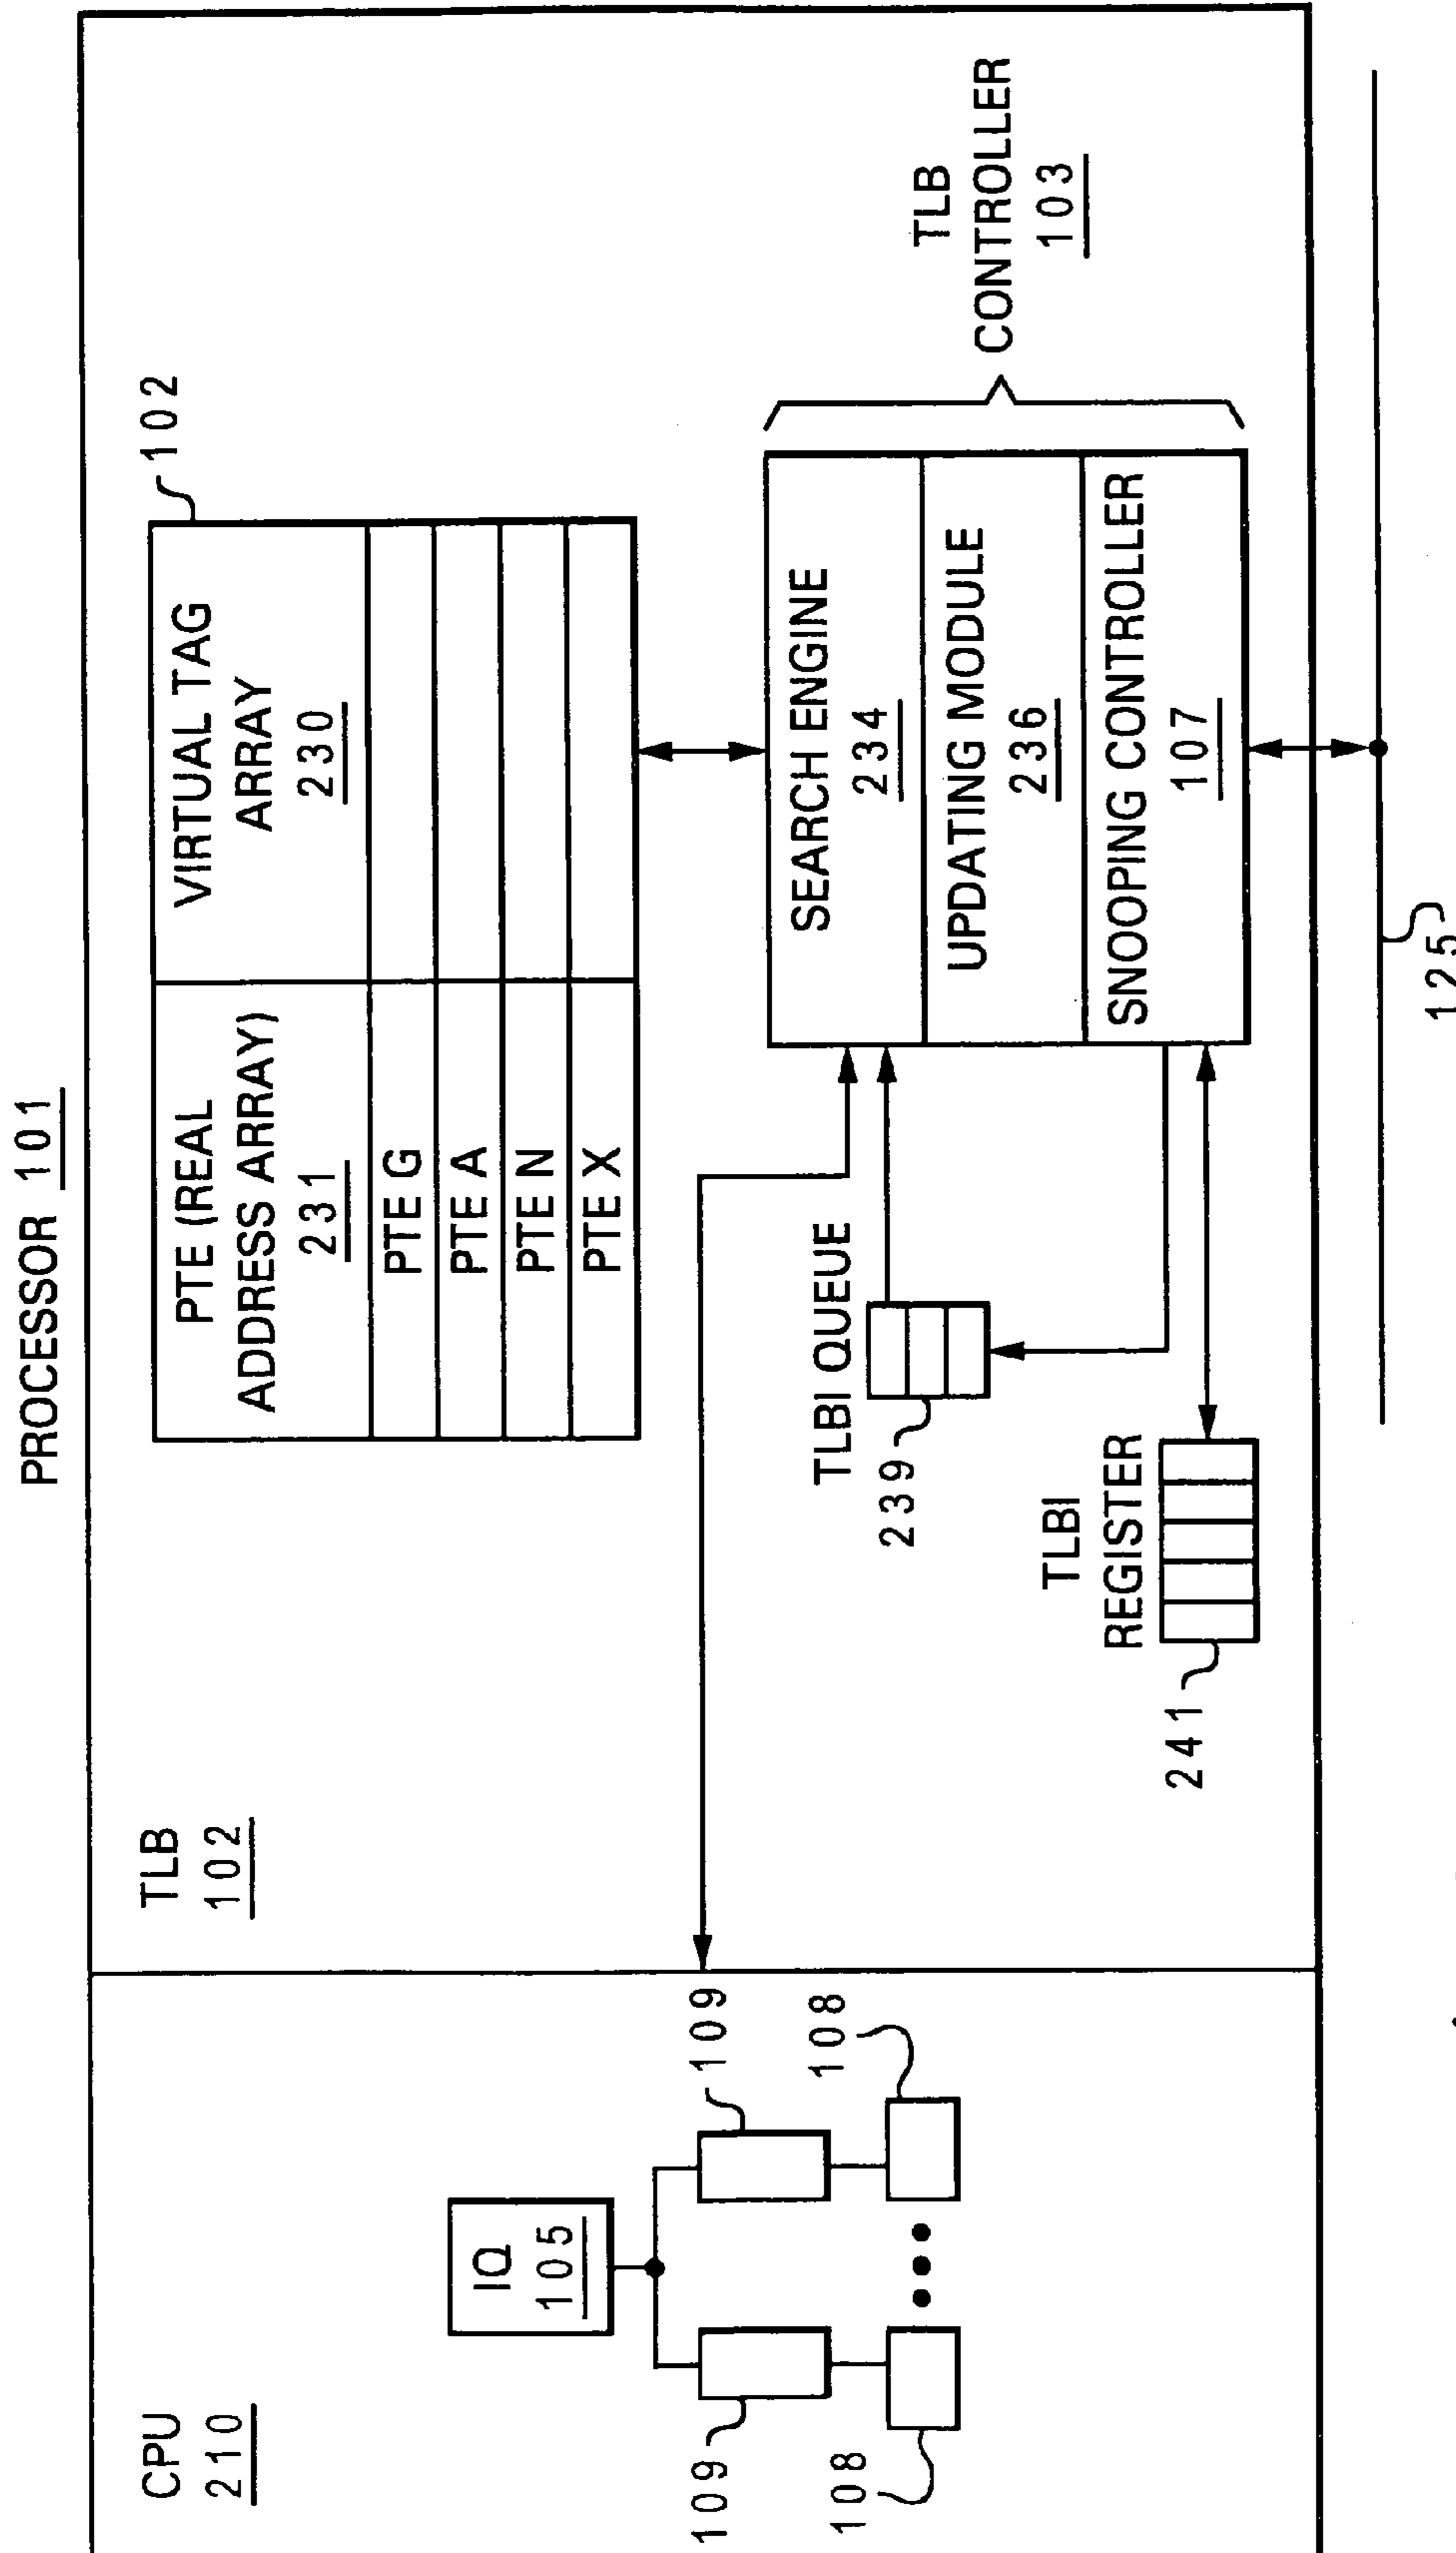 PROCESSOR 101
CPU
210
IQ
105
109
109
108
108
TLB
102
PTE (REAL
ADDRESS ARRAY)
231
VIRTUAL TAG
ARRAY
230
102
PTE G
PTE A
PTE N
PTE X
TLBI QUEUE
239
TLBI
REGISTER
241
SEARCH ENGINE
234
UPDATING MODULE
236
SNOOPING CONTROLLER
107
TLB
CONTROLLER
103
125